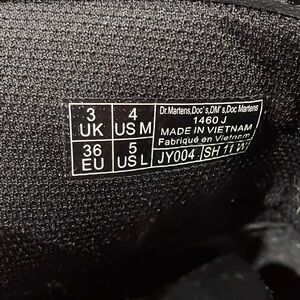 3 UK
4 US M
36 EU
5 US L
Dr.Martens,Doc's,DM's,Doc Martens
1460 J
MADE IN VIETNAM
Fabriqué en Vietnam
JY004
SH 11